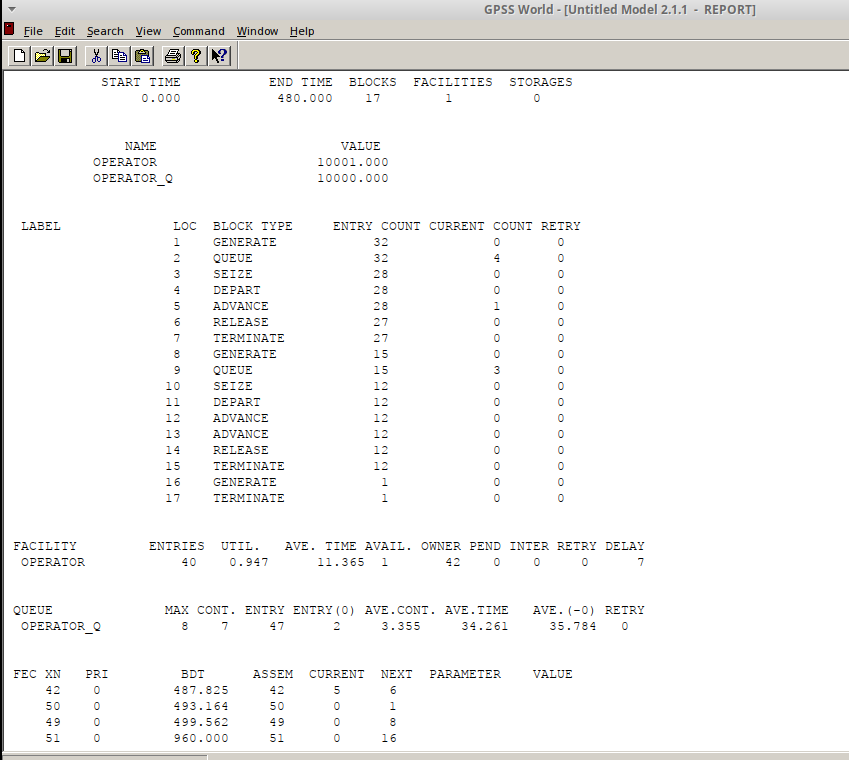 GPSS World - [Untitled Model 2.1.1 - REPORT]
File Edit Search View Command Window Help
START TIME END TIME BLOCKS FACILITIES STORAGES
0.000 480.000 17 1 0
NAME VALUE
OPERATOR 10001.000
OPERATOR_Q 10000.000
LABEL LOC BLOCK TYPE ENTRY COUNT CURRENT COUNT RETRY
1 GENERATE 32 0 0
2 QUEUE 32 4 0
3 SEIZE 28 0 0
4 DEPART 28 0 0
5 ADVANCE 28 1 0
6 RELEASE 27 0 0
7 TERMINATE 27 0 0
8 GENERATE 15 0 0
9 QUEUE 15 3 0
10 SEIZE 12 0 0
11 DEPART 12 0 0
12 ADVANCE 12 0 0
13 ADVANCE 12 0 0
14 RELEASE 12 0 0
15 TERMINATE 12 0 0
16 GENERATE 1 0 0
17 TERMINATE 1 0 0
FACILITY ENTRIES UTIL. AVE. TIME AVAIL. OWNER PEND INTER RETRY DELAY
OPERATOR 40 0.947 11.365 1 42 0 0 0 7
QUEUE MAX CONT. ENTRY ENTRY(0) AVE.CONT. AVE.TIME AVE.(-0) RETRY
OPERATOR_Q 8 7 47 2 3.355 34.261 35.784 0
FEC XN PRI BDT ASSEM CURRENT NEXT PARAMETER VALUE
42 0 487.825 42 5 6
50 0 493.164 50 0 1
49 0 499.562 49 0 8
51 0 960.000 51 0 16